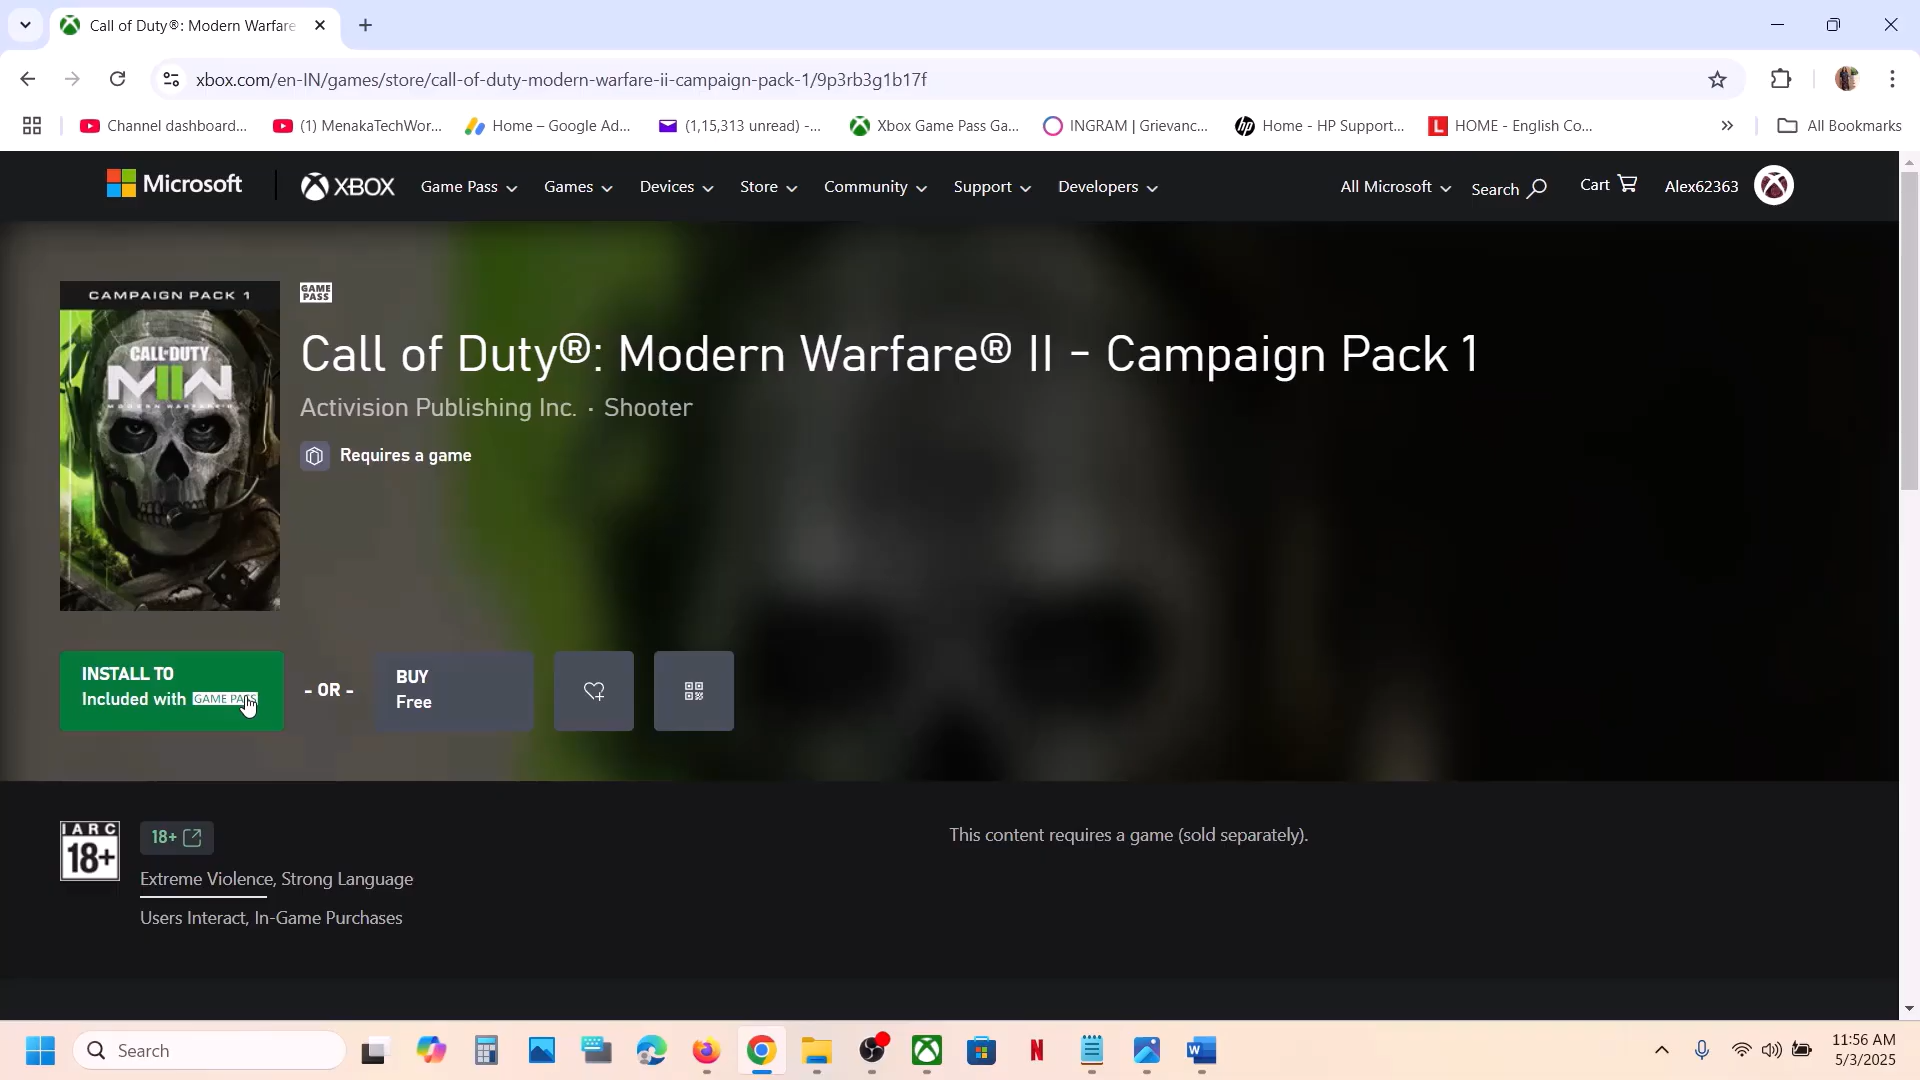 Call of Duty®: Modern Warfare
xbox.com/en-IN/games/store/call-of-duty-modern-warfare-ii-campaign-pack-1/9p3rb3g1b17f
Channel dashboard...
(1) MenakaTechWor...
Home – Google Ad...
(1,15,313 unread) -...
Xbox Game Pass Ga...
INGRAM | Grievanc...
Home - HP Support...
HOME - English Co...
All Bookmarks
Microsoft
XBOX
Game Pass
Games
Devices
Store
Community
Support
Developers
All Microsoft
Search
Cart
Alex62363
CAMPAIGN PACK 1
CALL OF DUTY
MWII
MODERN WARFARE II
GAME PASS
Call of Duty®: Modern Warfare® II - Campaign Pack 1
Activision Publishing Inc. · Shooter
Requires a game
INSTALL TO
Included with GAME PASS
- OR -
BUY
Free
IARC
18+
18+
Extreme Violence, Strong Language
Users Interact, In-Game Purchases
This content requires a game (sold separately).
Search
11:56 AM
5/3/2025